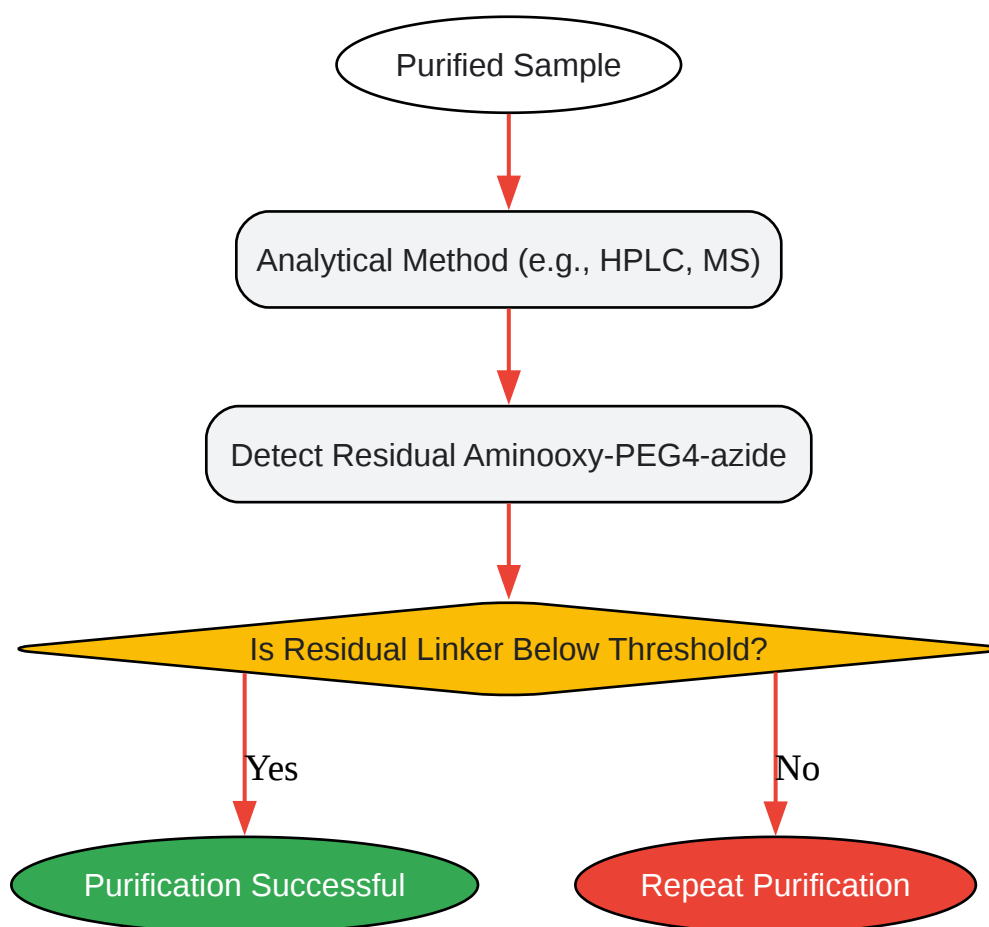 Purified Sample
Analytical Method (e.g., HPLC, MS)
Detect Residual Aminooxy-PEG4-azide
Is Residual Linker Below Threshold?
Yes
No
Purification Successful
Repeat Purification